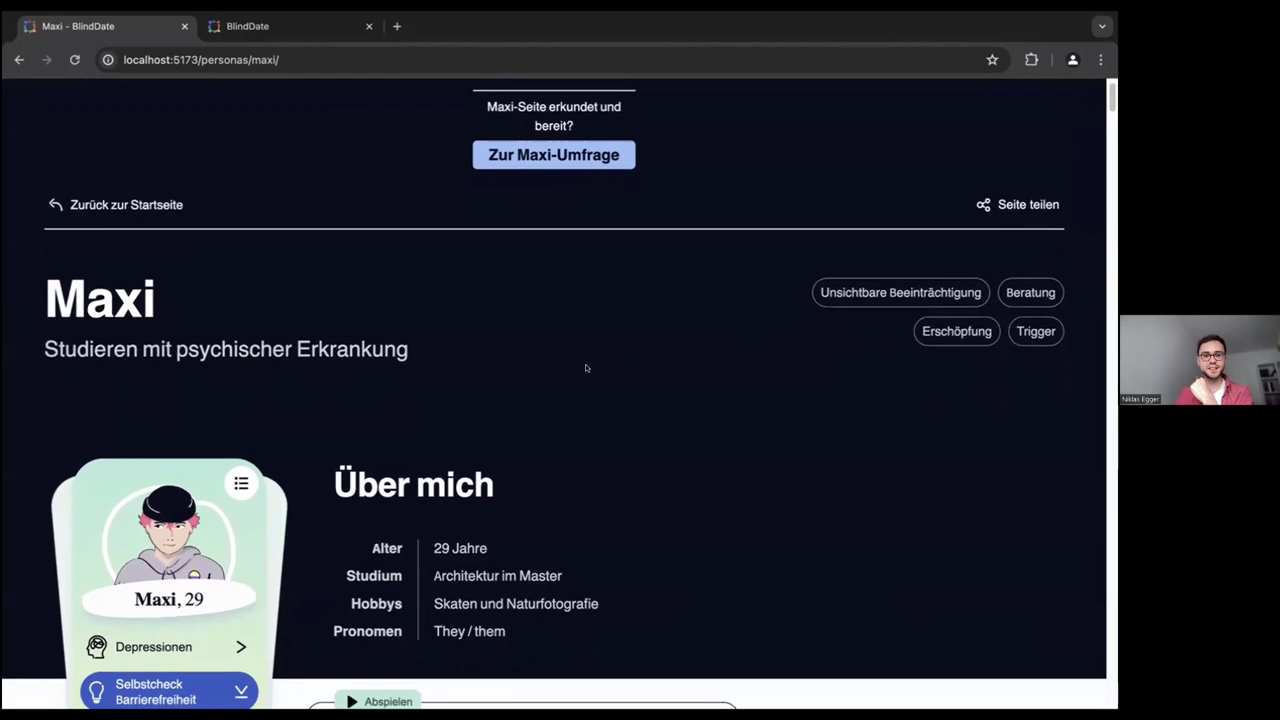 Maxi - BlindDate
BlindDate
localhost:5173/personas/maxi/
Maxi-Seite erkundet und
bereit?
Zur Maxi-Umfrage
Zurück zur Startseite
Seite teilen
Maxi
Studieren mit psychischer Erkrankung
Unsichtbare Beeinträchtigung
Beratung
Erschöpfung
Trigger
Niklas Egger
Maxi, 29
Depressionen
Selbstcheck
Barrierefreiheit
Über mich
Alter 29 Jahre
Studium Architektur im Master
Hobbys Skaten und Naturfotografie
Pronomen They / them
Abspielen